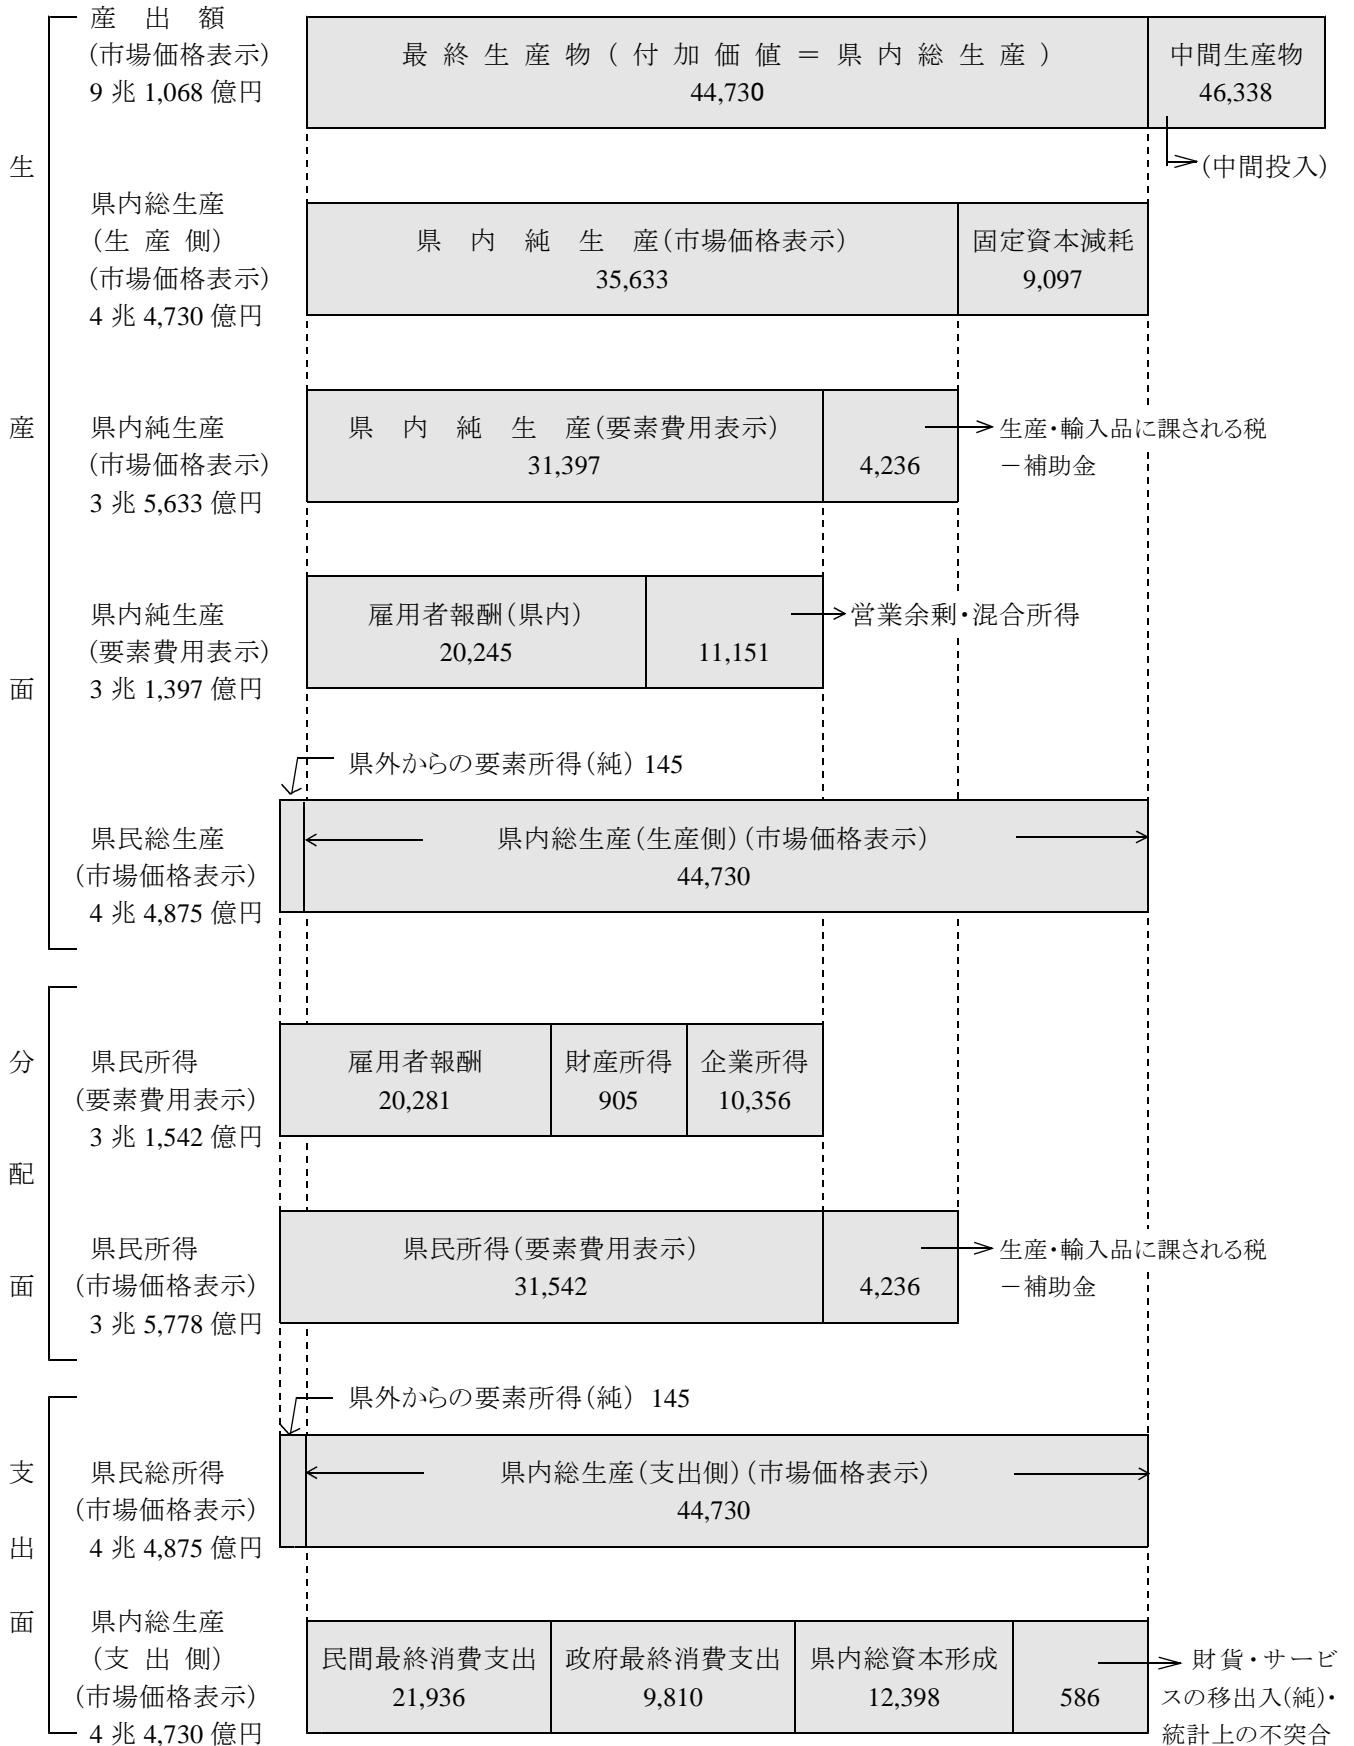 産 出 額
(市場価格表示)
9 兆 1,068 億円
最 終 生 産 物 ( 付 加 価 値 = 県 内 総 生 産 )
44,730
中間生産物
46,338
(中間投入)
生
県内総生産
(生 産 側)
(市場価格表示)
4 兆 4,730 億円
県 内 純 生 産(市場価格表示)
35,633
固定資本減耗
9,097
産
県内純生産
(市場価格表示)
3 兆 5,633 億円
県 内 純 生 産(要素費用表示)
31,397
4,236
生産・輸入品に課される税
-補助金
県内純生産
(要素費用表示)
3 兆 1,397 億円
雇用者報酬(県内)
20,245
11,151
営業余剰・混合所得
面
県外からの要素所得(純) 145
県民総生産
(市場価格表示)
4 兆 4,875 億円
県内総生産(生産側)(市場価格表示)
44,730
分
県民所得
(要素費用表示)
3 兆 1,542 億円
雇用者報酬
20,281
財産所得
905
企業所得
10,356
配
県民所得
(市場価格表示)
3 兆 5,778 億円
県民所得(要素費用表示)
31,542
4,236
生産・輸入品に課される税
-補助金
面
県外からの要素所得(純) 145
支
県民総所得
(市場価格表示)
4 兆 4,875 億円
県内総生産(支出側)(市場価格表示)
44,730
出
面
県内総生産
(支 出 側)
(市場価格表示)
4 兆 4,730 億円
民間最終消費支出
21,936
政府最終消費支出
9,810
県内総資本形成
12,398
586
財貨・サービ
スの移出入(純)・
統計上の不突合